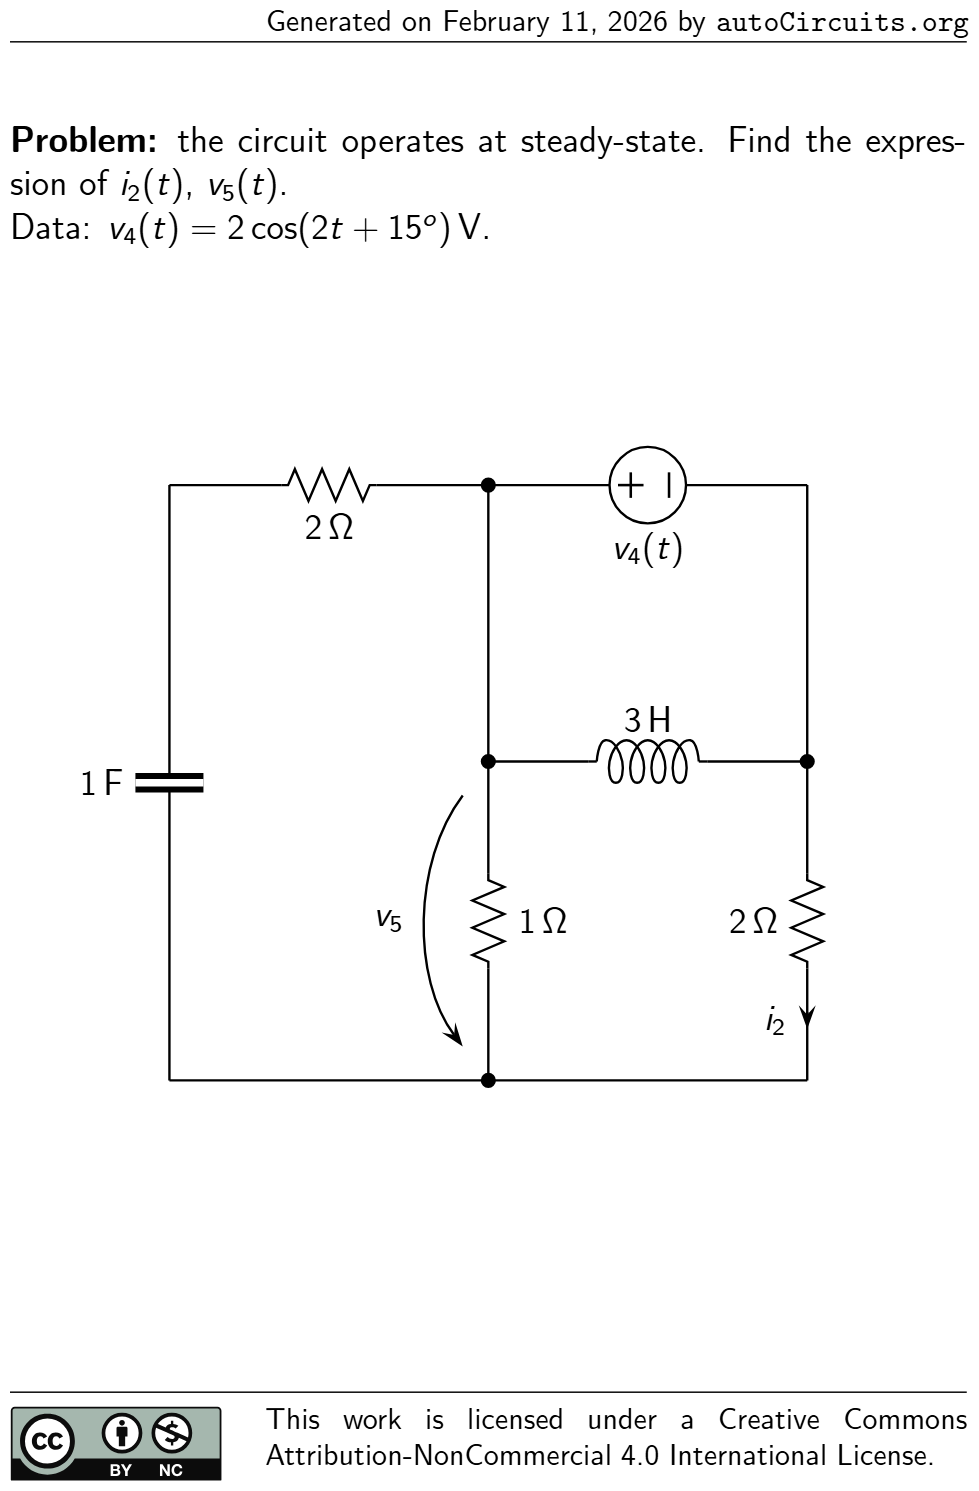 Generated on February 11, 2026 by autoCircuits.org
Problem: the circuit operates at steady-state. Find the expres-
sion of i₂(t), v₅(t).
Data: v₄(t) = 2 cos(2t + 15ᵒ) V.
2 Ω
+ −
v₄(t)
3 H
1 F
v₅
1 Ω
2 Ω
i₂
cc
BY NC
This work is licensed under a Creative Commons
Attribution-NonCommercial 4.0 International License.